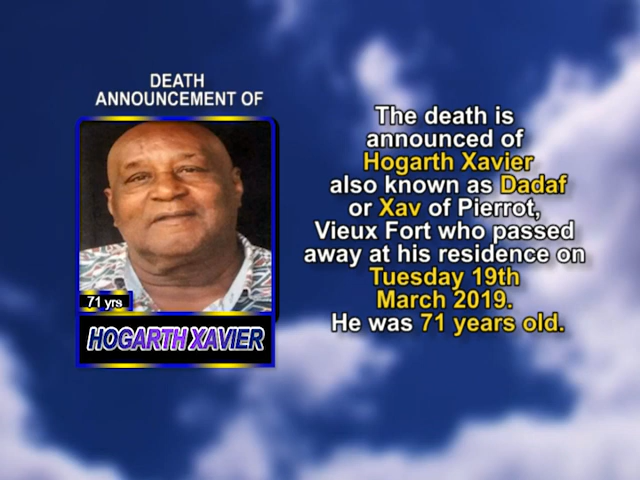 DEATH
ANNOUNCEMENT OF
71 yrs
HOGARTH XAVIER
The death is
announced of
Hogarth Xavier
also known as Dadaf
or Xav of Pierrot,
Vieux Fort who passed
away at his residence on
Tuesday 19th
March 2019.
He was 71 years old.